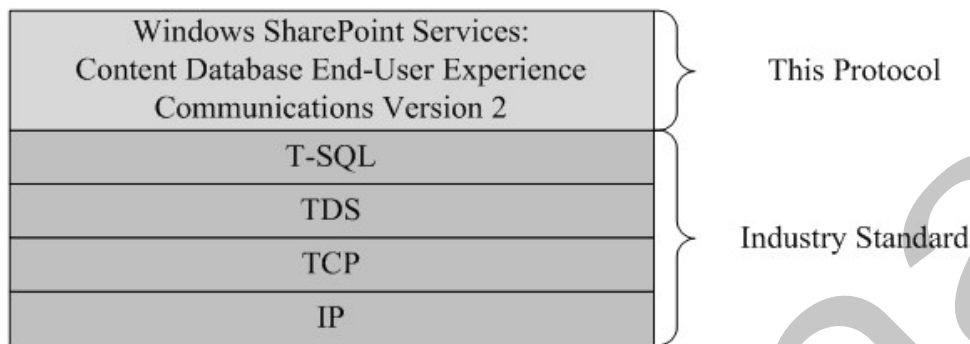 Windows SharePoint Services:
Content Database End-User Experience
Communications Version 2
This Protocol
T-SQL
TDS
TCP
IP
Industry Standard